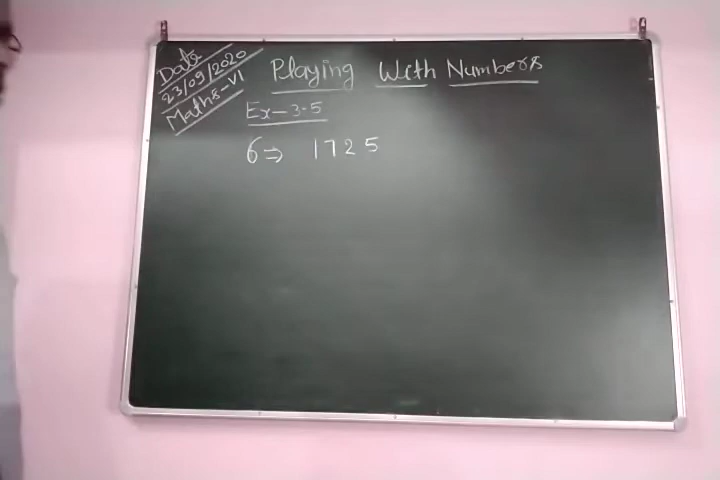 Date
23/09/2020
Maths-VI
Playing With Numbers
Ex-3.5
6⇒ 1725